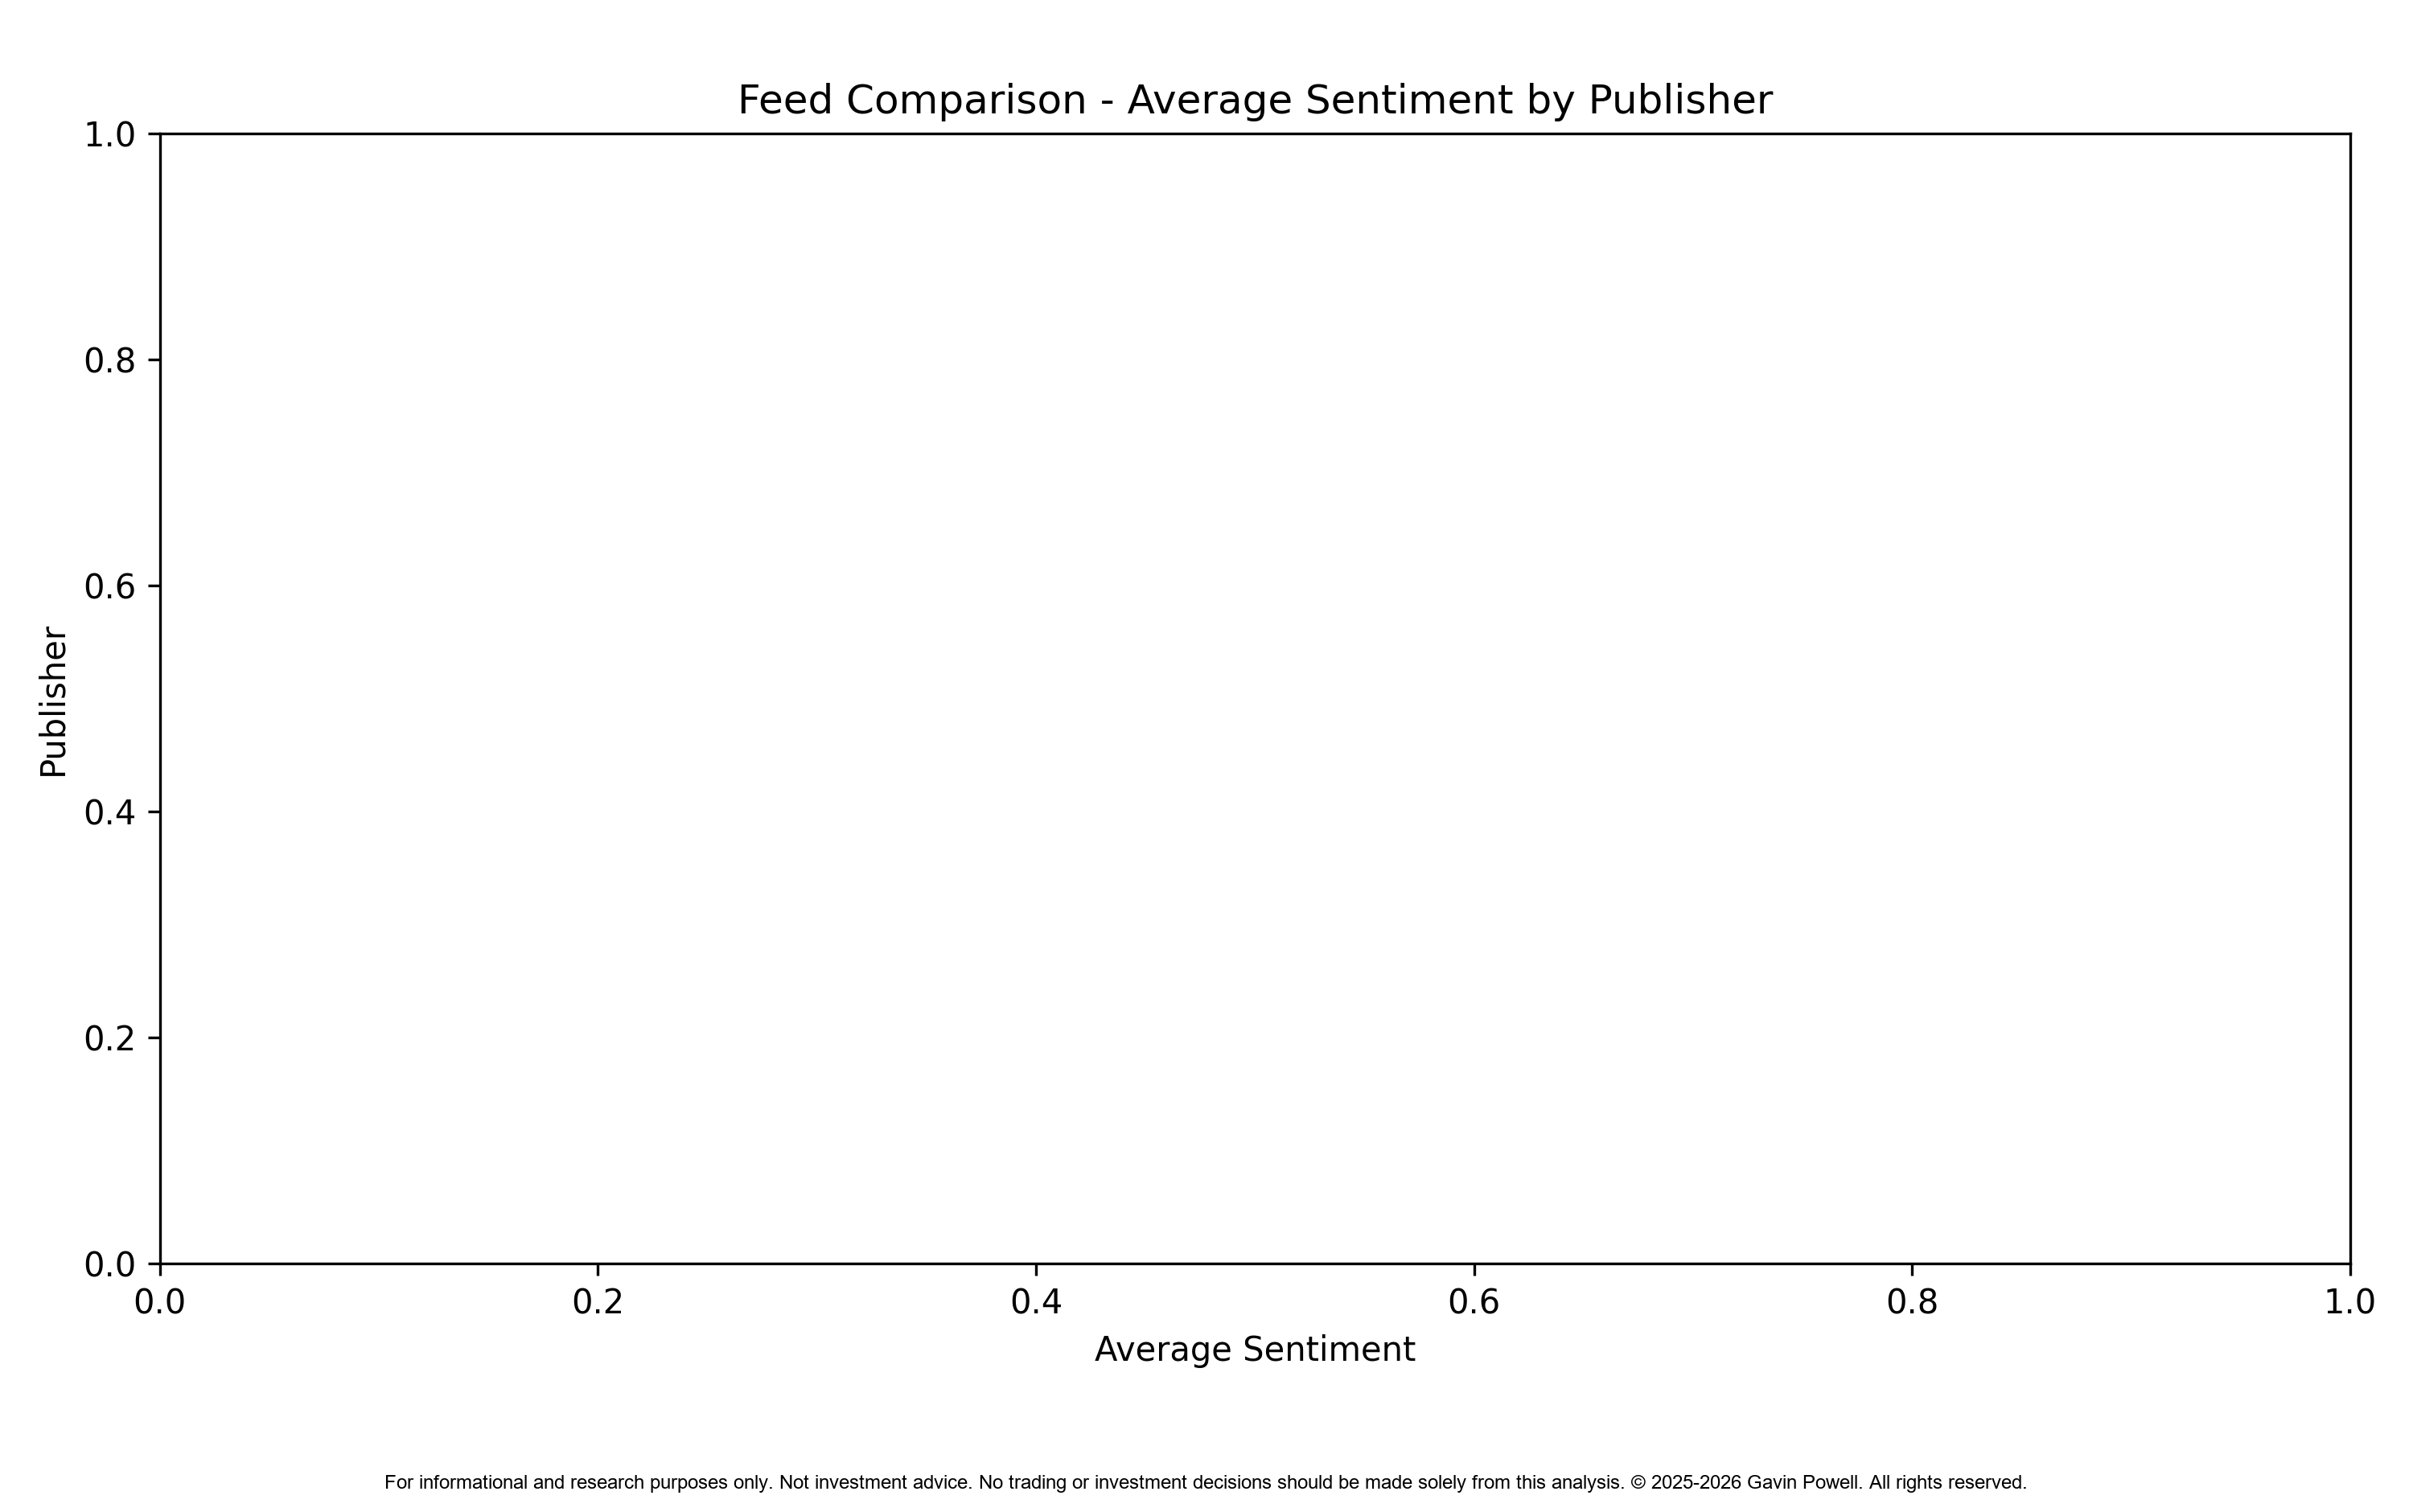 Feed Comparison - Average Sentiment by Publisher
1.0
0.8
0.6
0.4
0.2
0.0
Publisher
0.0 0.2 0.4 0.6 0.8 1.0
Average Sentiment
For informational and research purposes only. Not investment advice. No trading or investment decisions should be made solely from this analysis. © 2025-2026 Gavin Powell. All rights reserved.